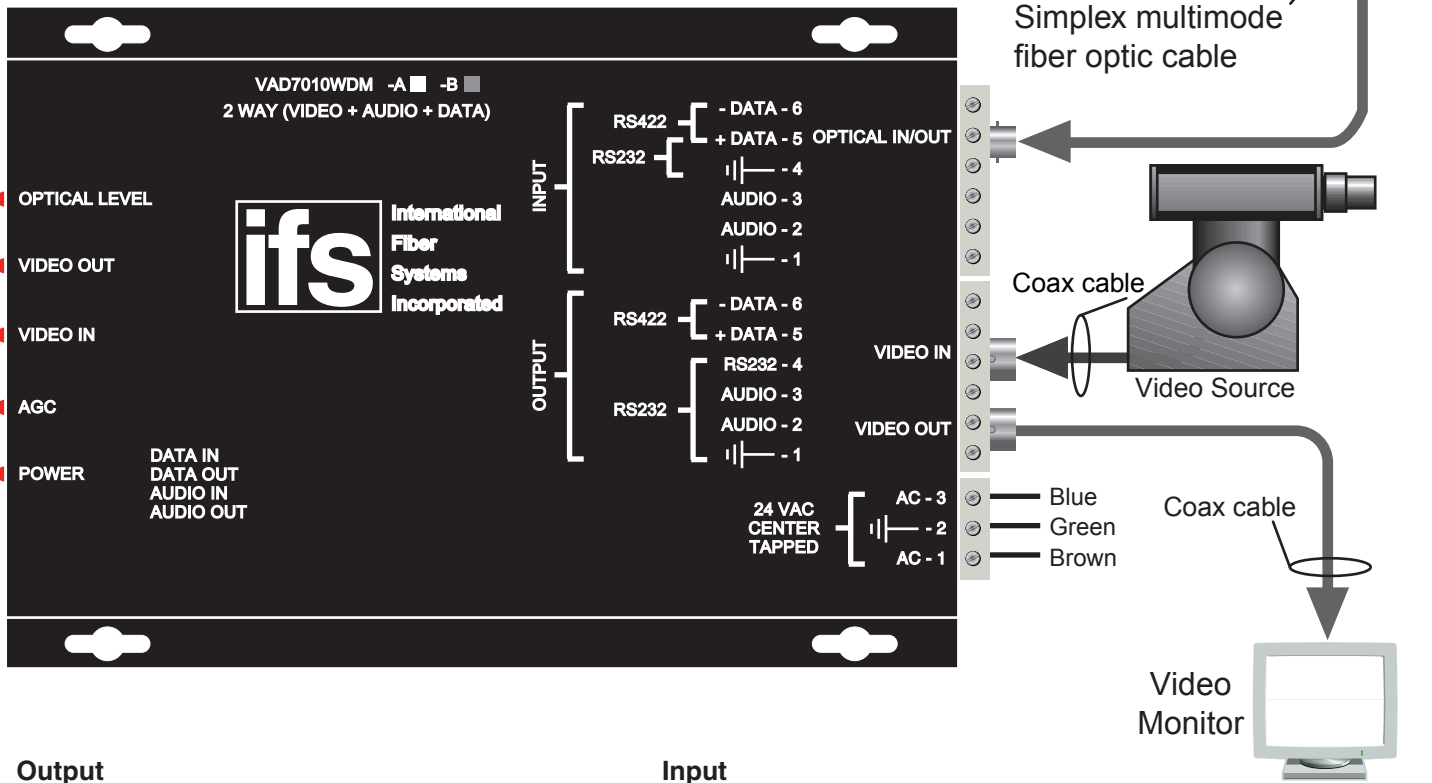 Simplex multimode
fiber optic cable
VAD7010WDM -A -B
2 WAY (VIDEO + AUDIO + DATA)
OPTICAL LEVEL
VIDEO OUT
VIDEO IN
AGC
POWER
DATA IN
DATA OUT
AUDIO IN
AUDIO OUT
ifs
International
Fiber
Systems
Incorporated
INPUT
RS422
RS232
- DATA - 6
+ DATA - 5
- 4
AUDIO - 3
AUDIO - 2
- 1
OUTPUT
RS422
RS232
- DATA - 6
+ DATA - 5
RS232 - 4
AUDIO - 3
AUDIO - 2
- 1
24 VAC
CENTER
TAPPED
AC - 3
- 2
AC - 1
OPTICAL IN/OUT
VIDEO IN
VIDEO OUT
Blue
Green
Brown
Coax cable
Video Source
Coax cable
Video
Monitor
Output
Input